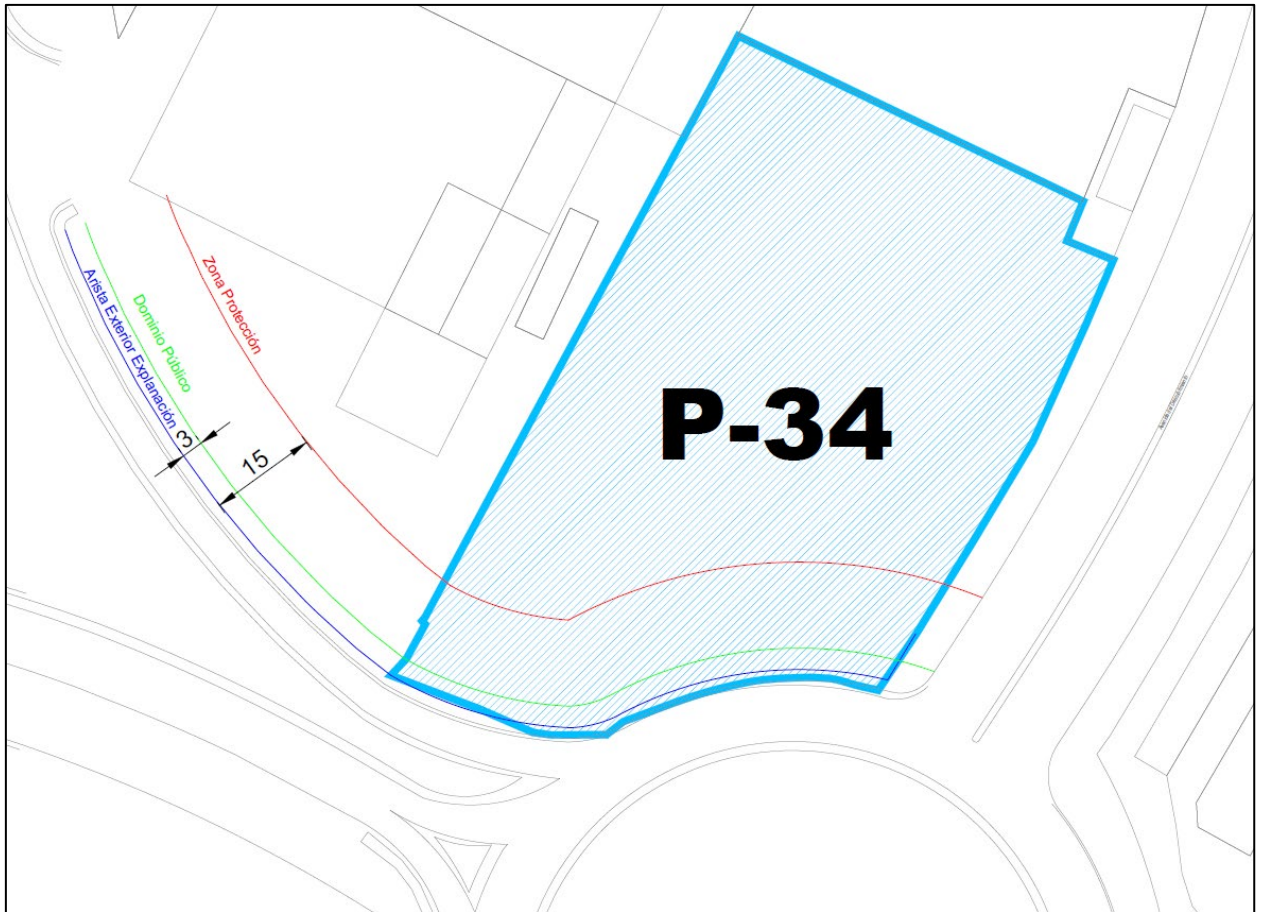 Zona Protección
Dominio Público
Arista Exterior Explanación
3
15
P-34